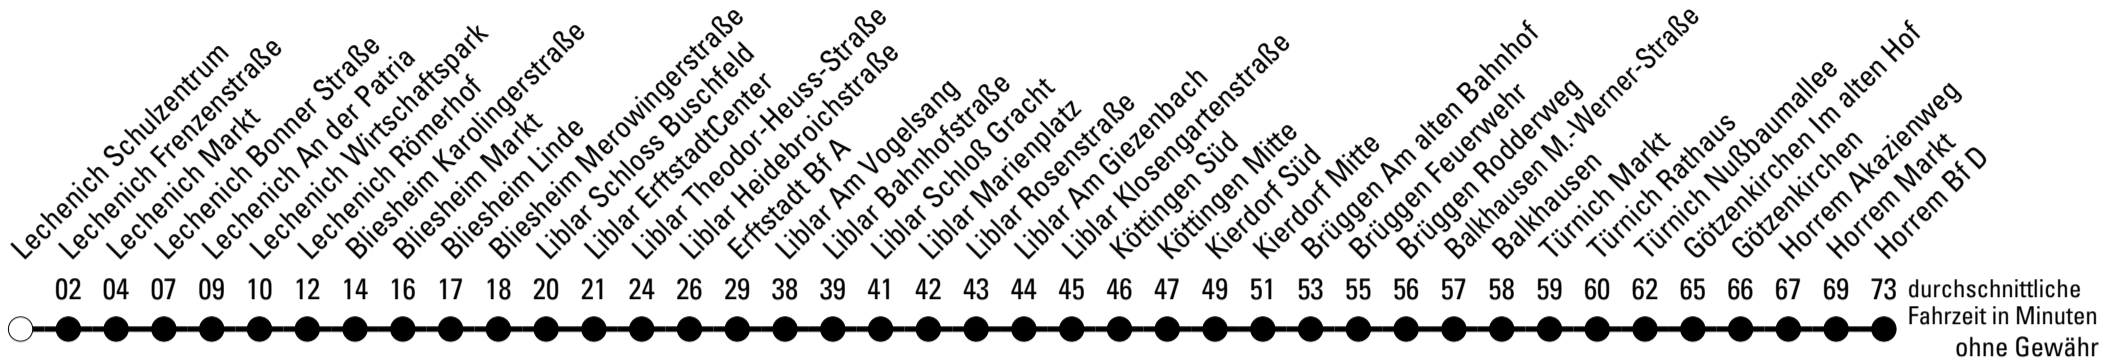 Lechenich Schulzentrum
Lechenich Frenzenstraße
Lechenich Markt
Lechenich Bonner Straße
Lechenich An der Patria
Lechenich Wirtschaftspark
Lechenich Römerhof
Bliesheim Karolingerstraße
Bliesheim Markt
Bliesheim Linde
Bliesheim Merowingerstraße
Liblar Schloss Buschfeld
Liblar ErftstadtCenter
Liblar Theodor-Heuss-Straße
Liblar Heidebroichstraße
Erftstadt Bf A
Liblar Am Vogelsang
Liblar Bahnhofstraße
Liblar Schloß Gracht
Liblar Marienplatz
Liblar Rosenstraße
Liblar Am Giezenbach
Liblar Klosengartenstraße
Köttingen Süd
Köttingen Mitte
Kierdorf Süd
Kierdorf Mitte
Brüggen Am alten Bahnhof
Brüggen Feuerwehr
Brüggen Rodderweg
Balkhausen M.-Werner-Straße
Balkhausen
Türnich Markt
Türnich Rathaus
Türnich Nußbaumallee
Götzenkirchen Im alten Hof
Götzenkirchen
Horrem Akazienweg
Horrem Markt
Horrem Bf D
02 04 07 09 10 12 14 16 17 18 20 21 24 26 29 38 39 41 42 43 44 45 46 47 49 51 53 55 56 57 58 59 60 62 65 66 67 69 73 durchschnittliche
Fahrzeit in Minuten
ohne Gewähr